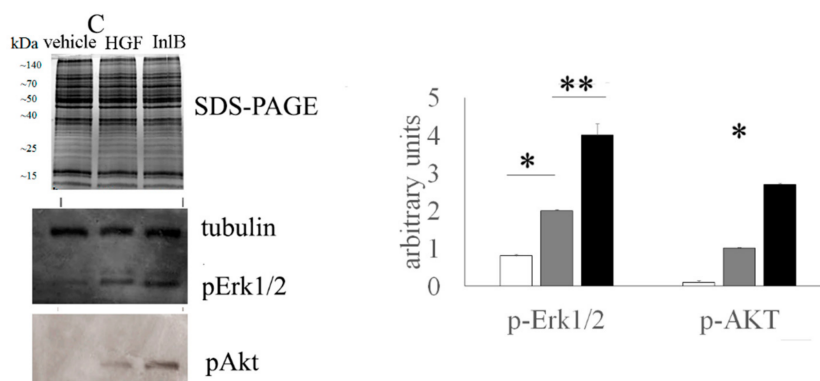 C
kDa vehicle HGF InlB
~140
~70
~50
~40
~25
~15
SDS-PAGE
tubulin
pErk1/2
pAkt
arbitrary units
5
4
3
2
1
0
* ** *
p-Erk1/2 p-AKT